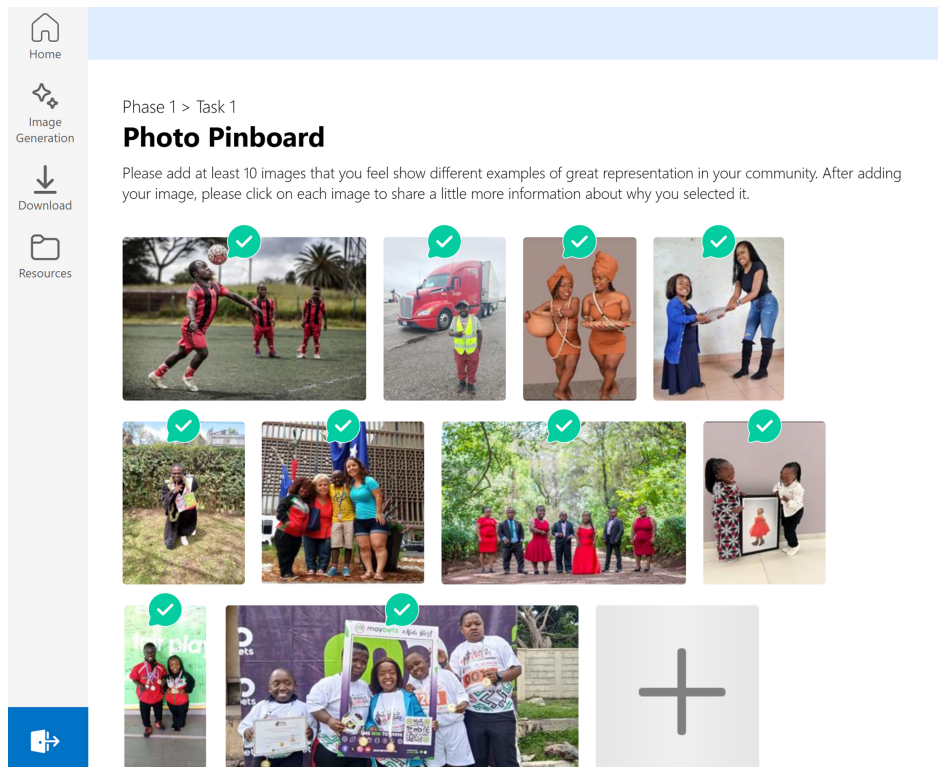 Home
Image
Generation
Download
Resources
Phase 1 > Task 1
Photo Pinboard
Please add at least 10 images that you feel show different examples of great representation in your community. After adding
your image, please click on each image to share a little more information about why you selected it.
maybets